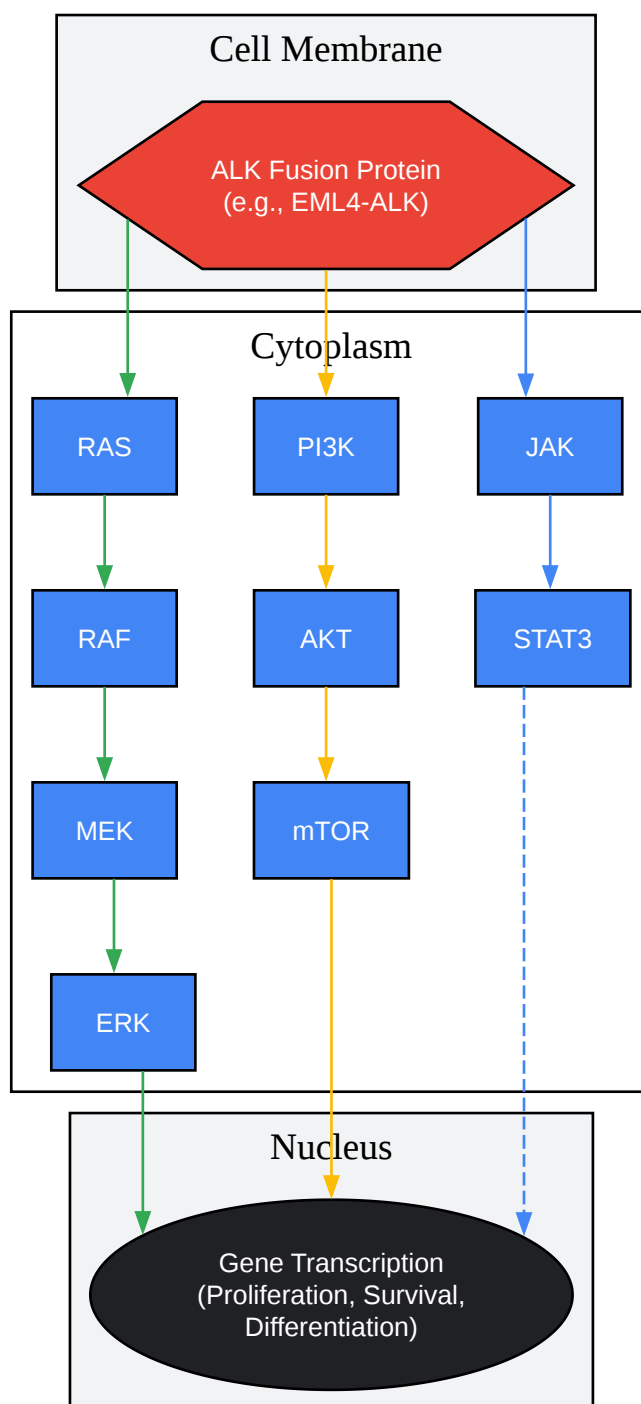 Cell Membrane
ALK Fusion Protein
(e.g., EML4-ALK)
Cytoplasm
RAS
PI3K
JAK
RAF
AKT
STAT3
MEK
mTOR
ERK
Nucleus
Gene Transcription
(Proliferation, Survival,
Differentiation)